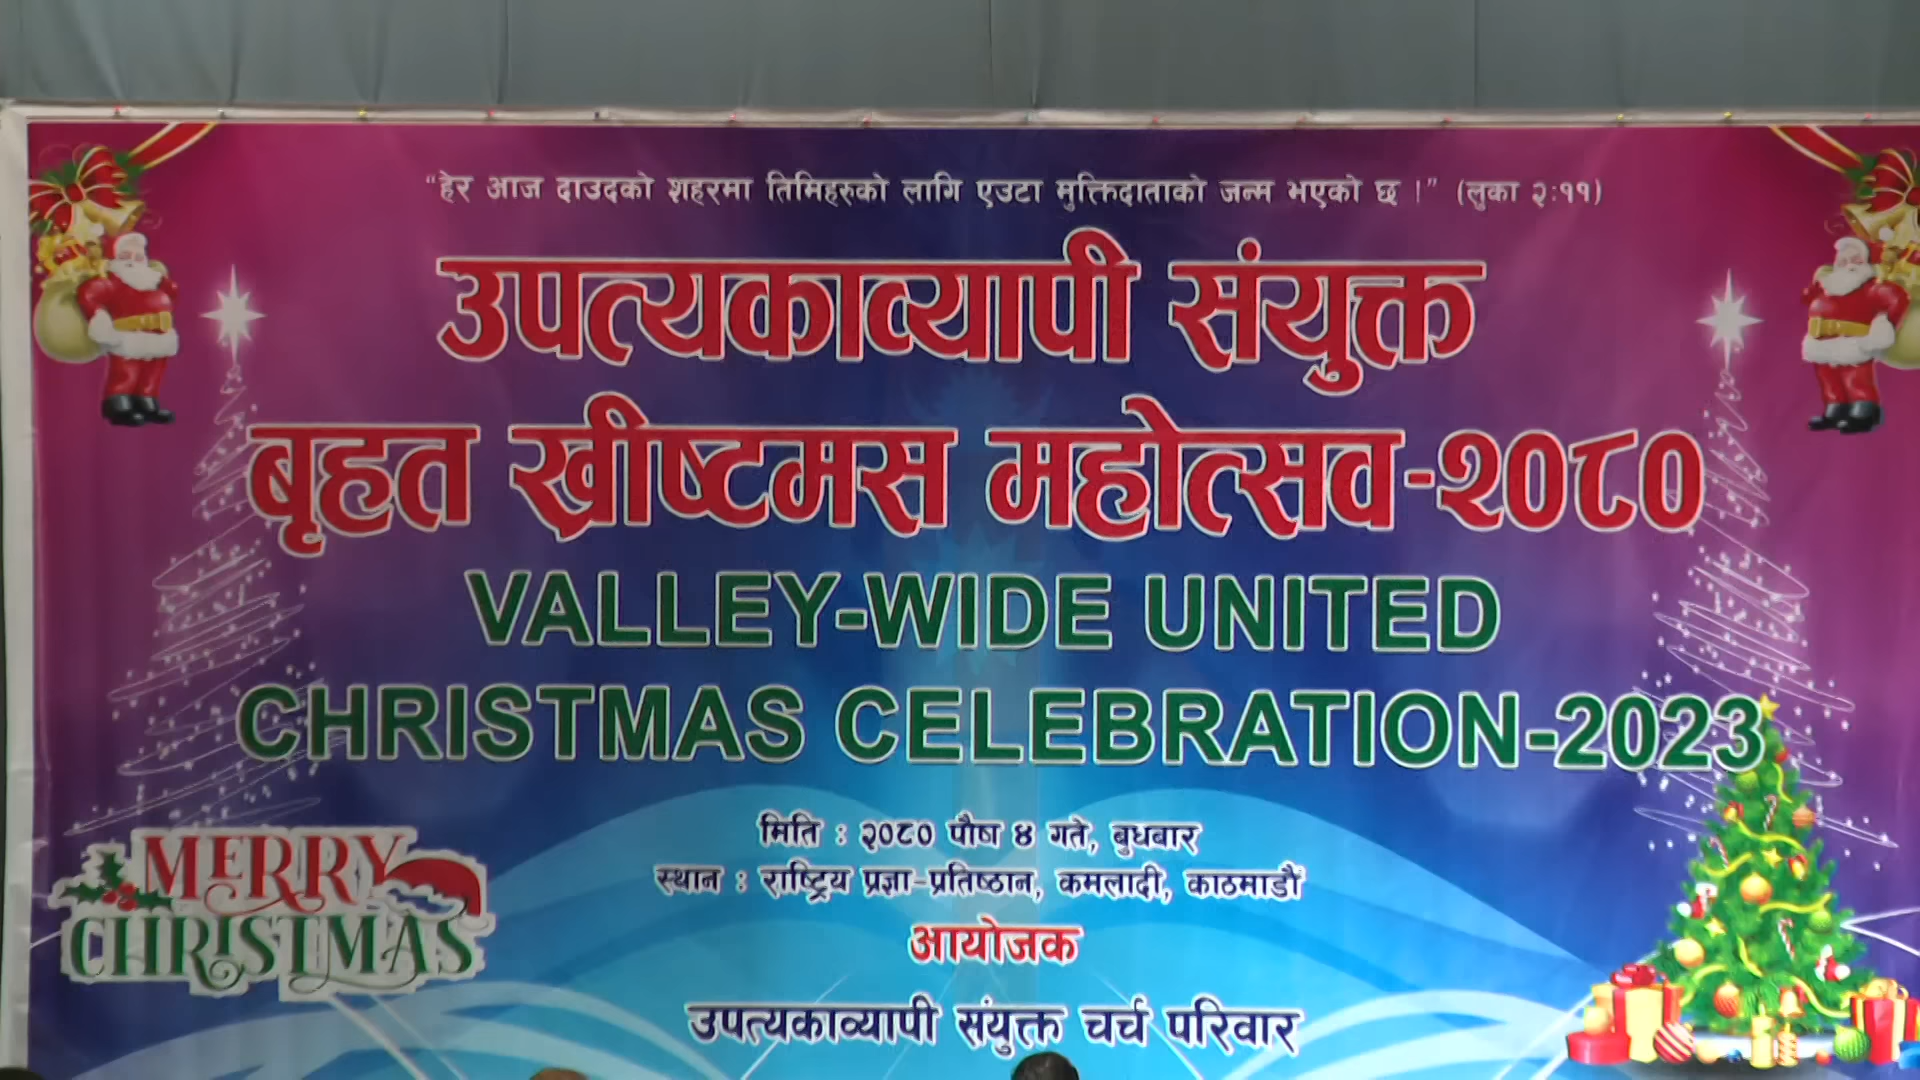 “हेर आज दाउदको शहरमा तिमिहरुको लागि एउटा मुक्तिदाताको जन्म भएको छ !” (लुका २:११)
उपत्यकाव्यापी संयुक्त
बृहत ख्रीष्टमस महोत्सव-२०८०
VALLEY-WIDE UNITED
CHRISTMAS CELEBRATION-2023
मिति : २०८० पौष ४ गते, बुधबार
स्थान : राष्ट्रिय प्रज्ञा-प्रतिष्ठान, कमलादी, काठमाडौं
आयोजक
उपत्यकाव्यापी संयुक्त चर्च परिवार
MERRY
CHRISTMAS